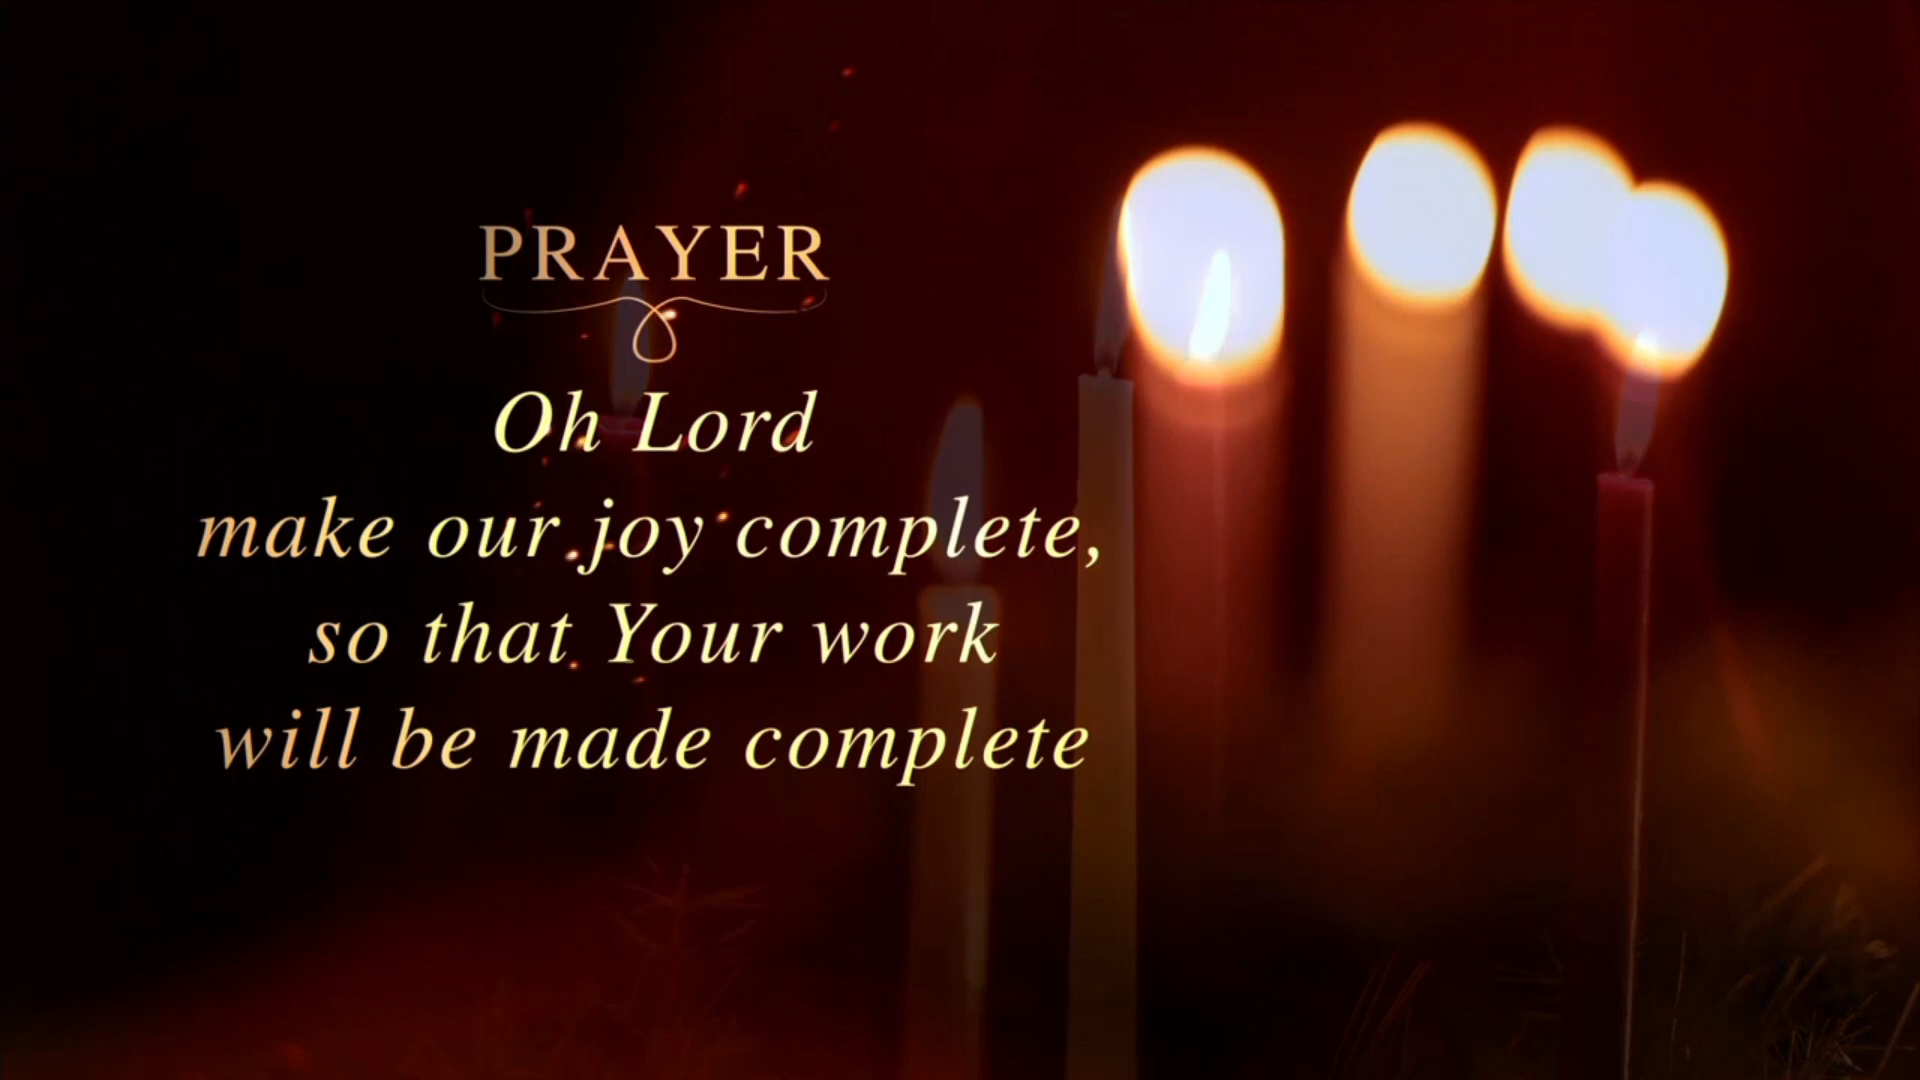 PRAYER
Oh Lord
make our joy complete,
so that Your work
will be made complete